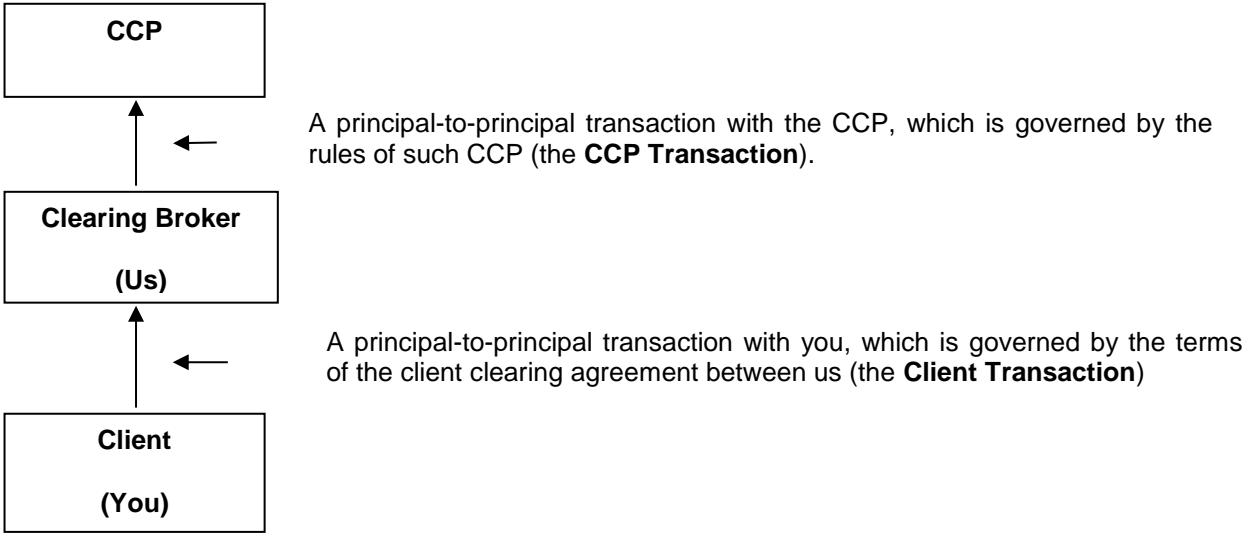 CCP
A principal-to-principal transaction with the CCP, which is governed by the
rules of such CCP (the CCP Transaction).
Clearing Broker
(Us)
A principal-to-principal transaction with you, which is governed by the terms
of the client clearing agreement between us (the Client Transaction)
Client
(You)